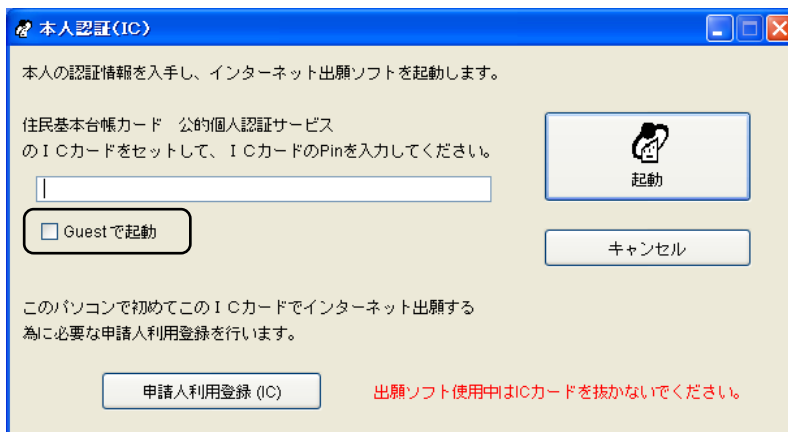 本人認証(IC)
本人の認証情報を入手し、インターネット出願ソフトを起動します。
住民基本台帳カード 公的個人認証サービス
のＩＣカードをセットして、ＩＣカードのPinを入力してください。
起動
Guestで起動
キャンセル
このパソコンで初めてこのＩＣカードでインターネット出願する
為に必要な申請人利用登録を行います。
申請人利用登録 (IC)
出願ソフト使用中はICカードを抜かないでください。